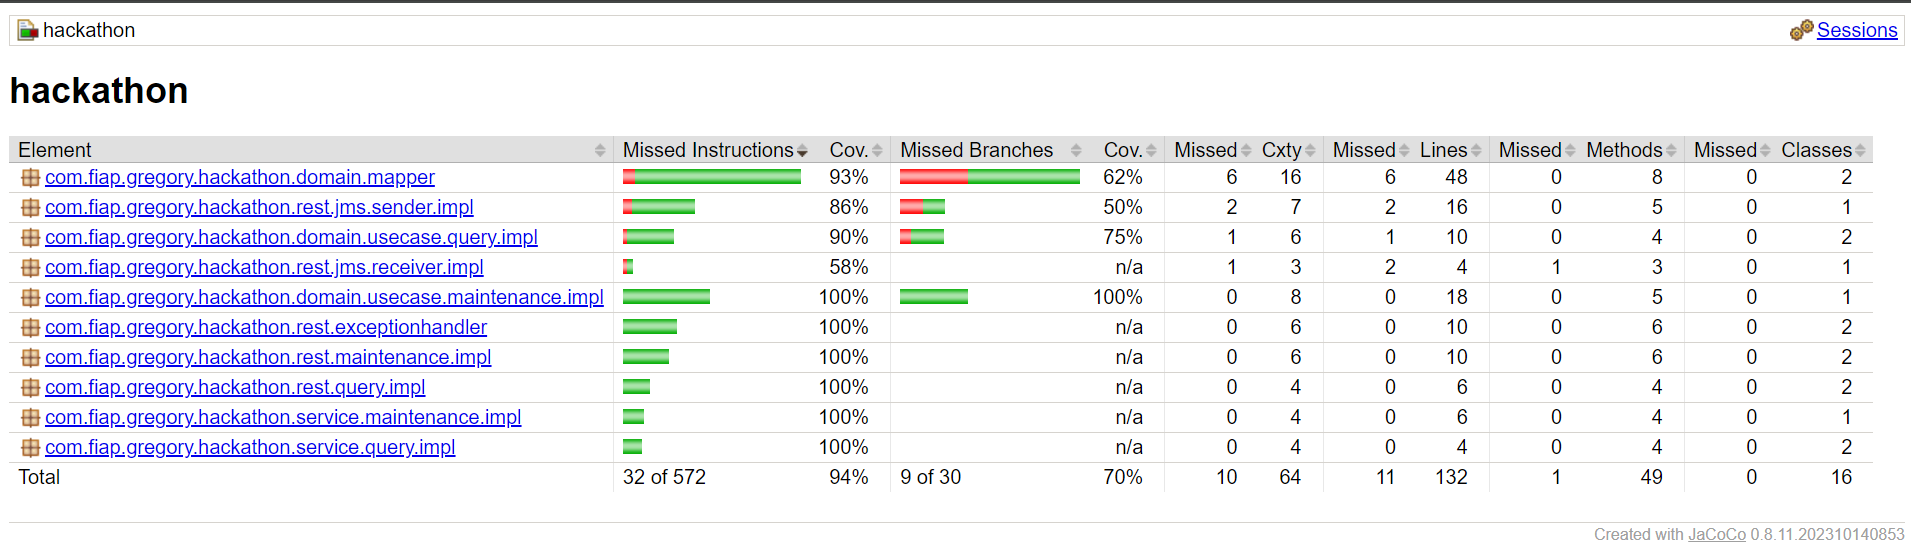 hackathon Sessions
hackathon
Element Missed Instructions Cov. Missed Branches Cov. Missed Cxty Missed Lines Missed Methods Missed Classes
com.fiap.gregory.hackathon.domain.mapper 93% 62% 6 16 6 48 0 8 0 2
com.fiap.gregory.hackathon.rest.jms.sender.impl 86% 50% 2 7 2 16 0 5 0 1
com.fiap.gregory.hackathon.domain.usecase.query.impl 90% 75% 1 6 1 10 0 4 0 2
com.fiap.gregory.hackathon.rest.jms.receiver.impl 58% n/a 1 3 2 4 1 3 0 1
com.fiap.gregory.hackathon.domain.usecase.maintenance.impl 100% 100% 0 8 0 18 0 5 0 1
com.fiap.gregory.hackathon.rest.exceptionhandler 100% n/a 0 6 0 10 0 6 0 2
com.fiap.gregory.hackathon.rest.maintenance.impl 100% n/a 0 6 0 10 0 6 0 2
com.fiap.gregory.hackathon.rest.query.impl 100% n/a 0 4 0 6 0 4 0 2
com.fiap.gregory.hackathon.service.maintenance.impl 100% n/a 0 4 0 6 0 4 0 1
com.fiap.gregory.hackathon.service.query.impl 100% n/a 0 4 0 4 0 4 0 2
Total 32 of 572 94% 9 of 30 70% 10 64 11 132 1 49 0 16
Created with JaCoCo 0.8.11.202310140853